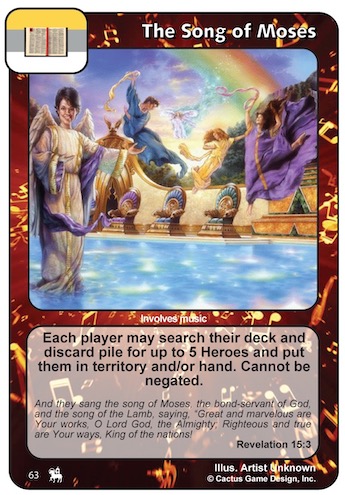 The Song of Moses
Involves music
Each player may search their deck and
discard pile for up to 5 Heroes and put
them in territory and/or hand. Cannot be
negated.
And they sang the song of Moses, the bond-servant of God,
and the song of the Lamb, saying, "Great and marvelous are
Your works, O Lord God, the Almighty; Righteous and true
are Your ways, King of the nations!
Revelation 15:3
Illus. Artist Unknown
63
© Cactus Game Design, Inc.